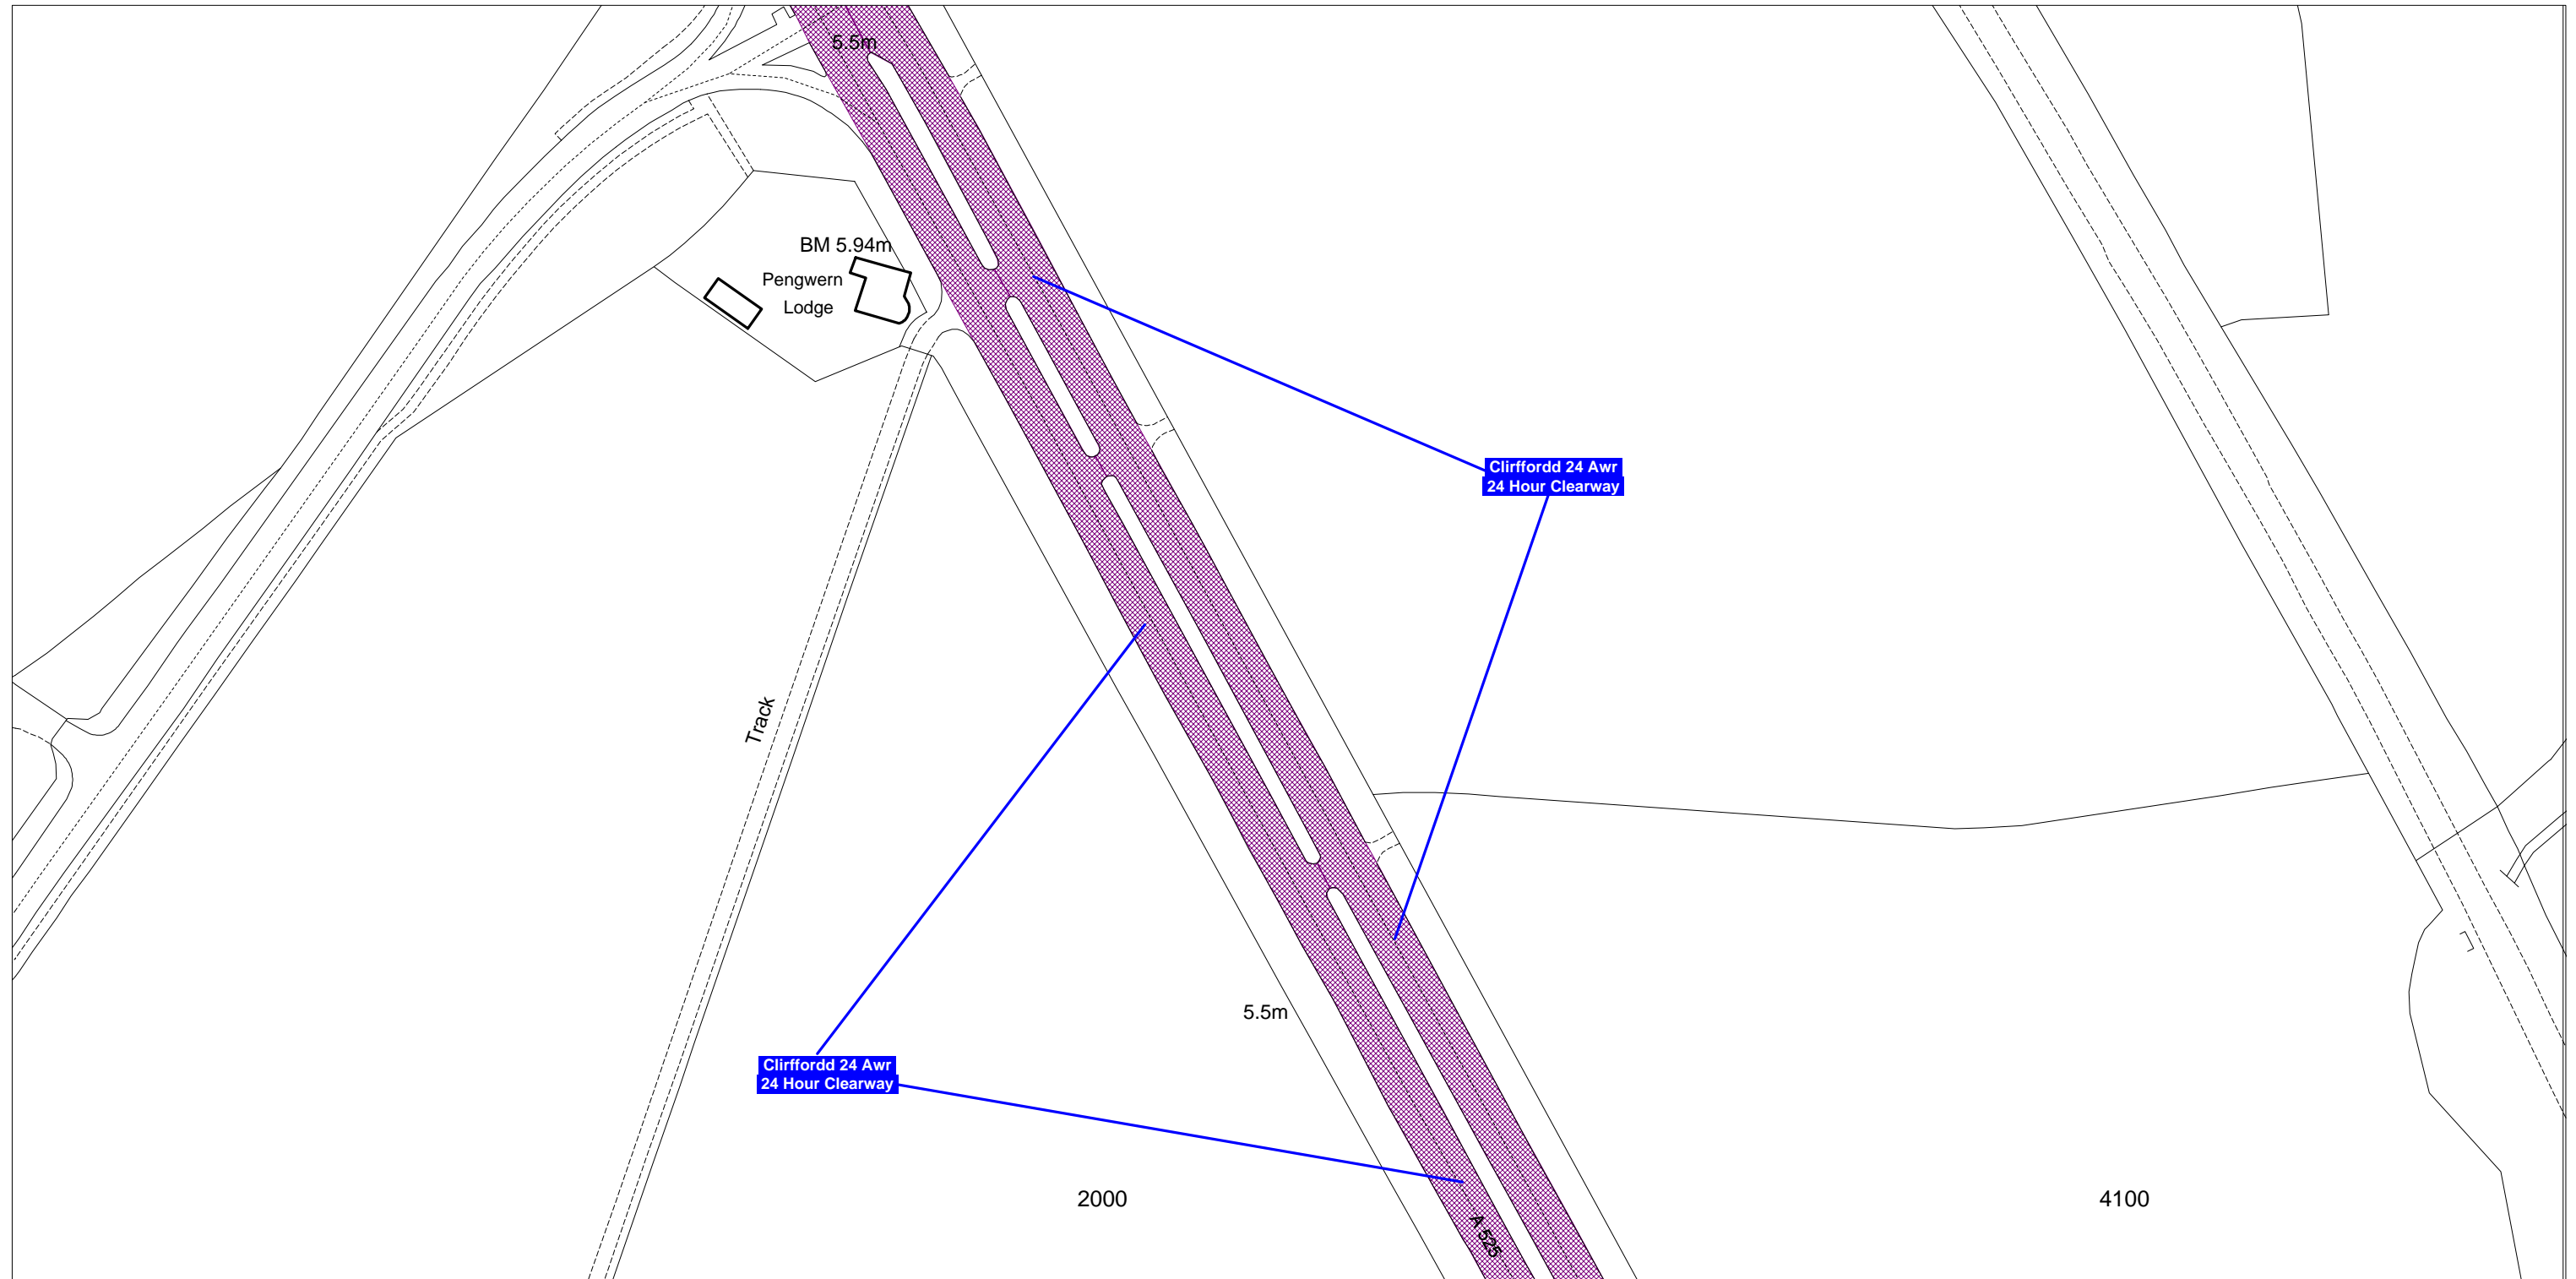 5.5m
BM 5.94m
Pengwern
Lodge
Clirffordd 24 Awr
24 Hour Clearway
Track
5.5m
Clirffordd 24 Awr
24 Hour Clearway
2000
4100
A 525